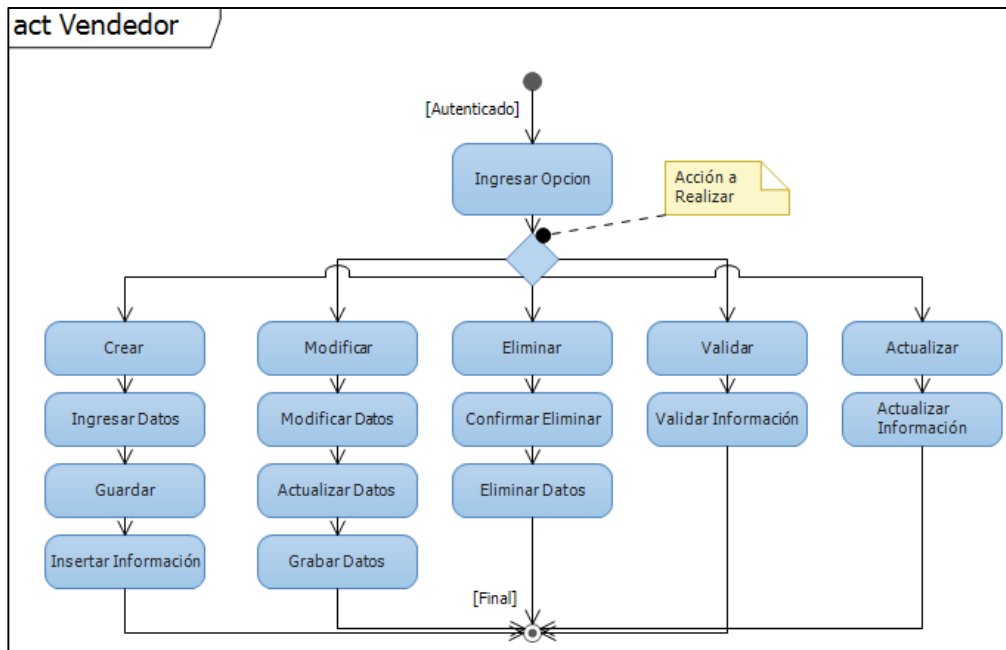 act Vendedor
[Autenticado]
Ingresar Opcion
Acción a
Realizar
Crear
Modificar
Eliminar
Validar
Actualizar
Ingresar Datos
Modificar Datos
Confirmar Eliminar
Validar Información
Actualizar
Información
Guardar
Actualizar Datos
Eliminar Datos
Insertar Información
Grabar Datos
[Final]